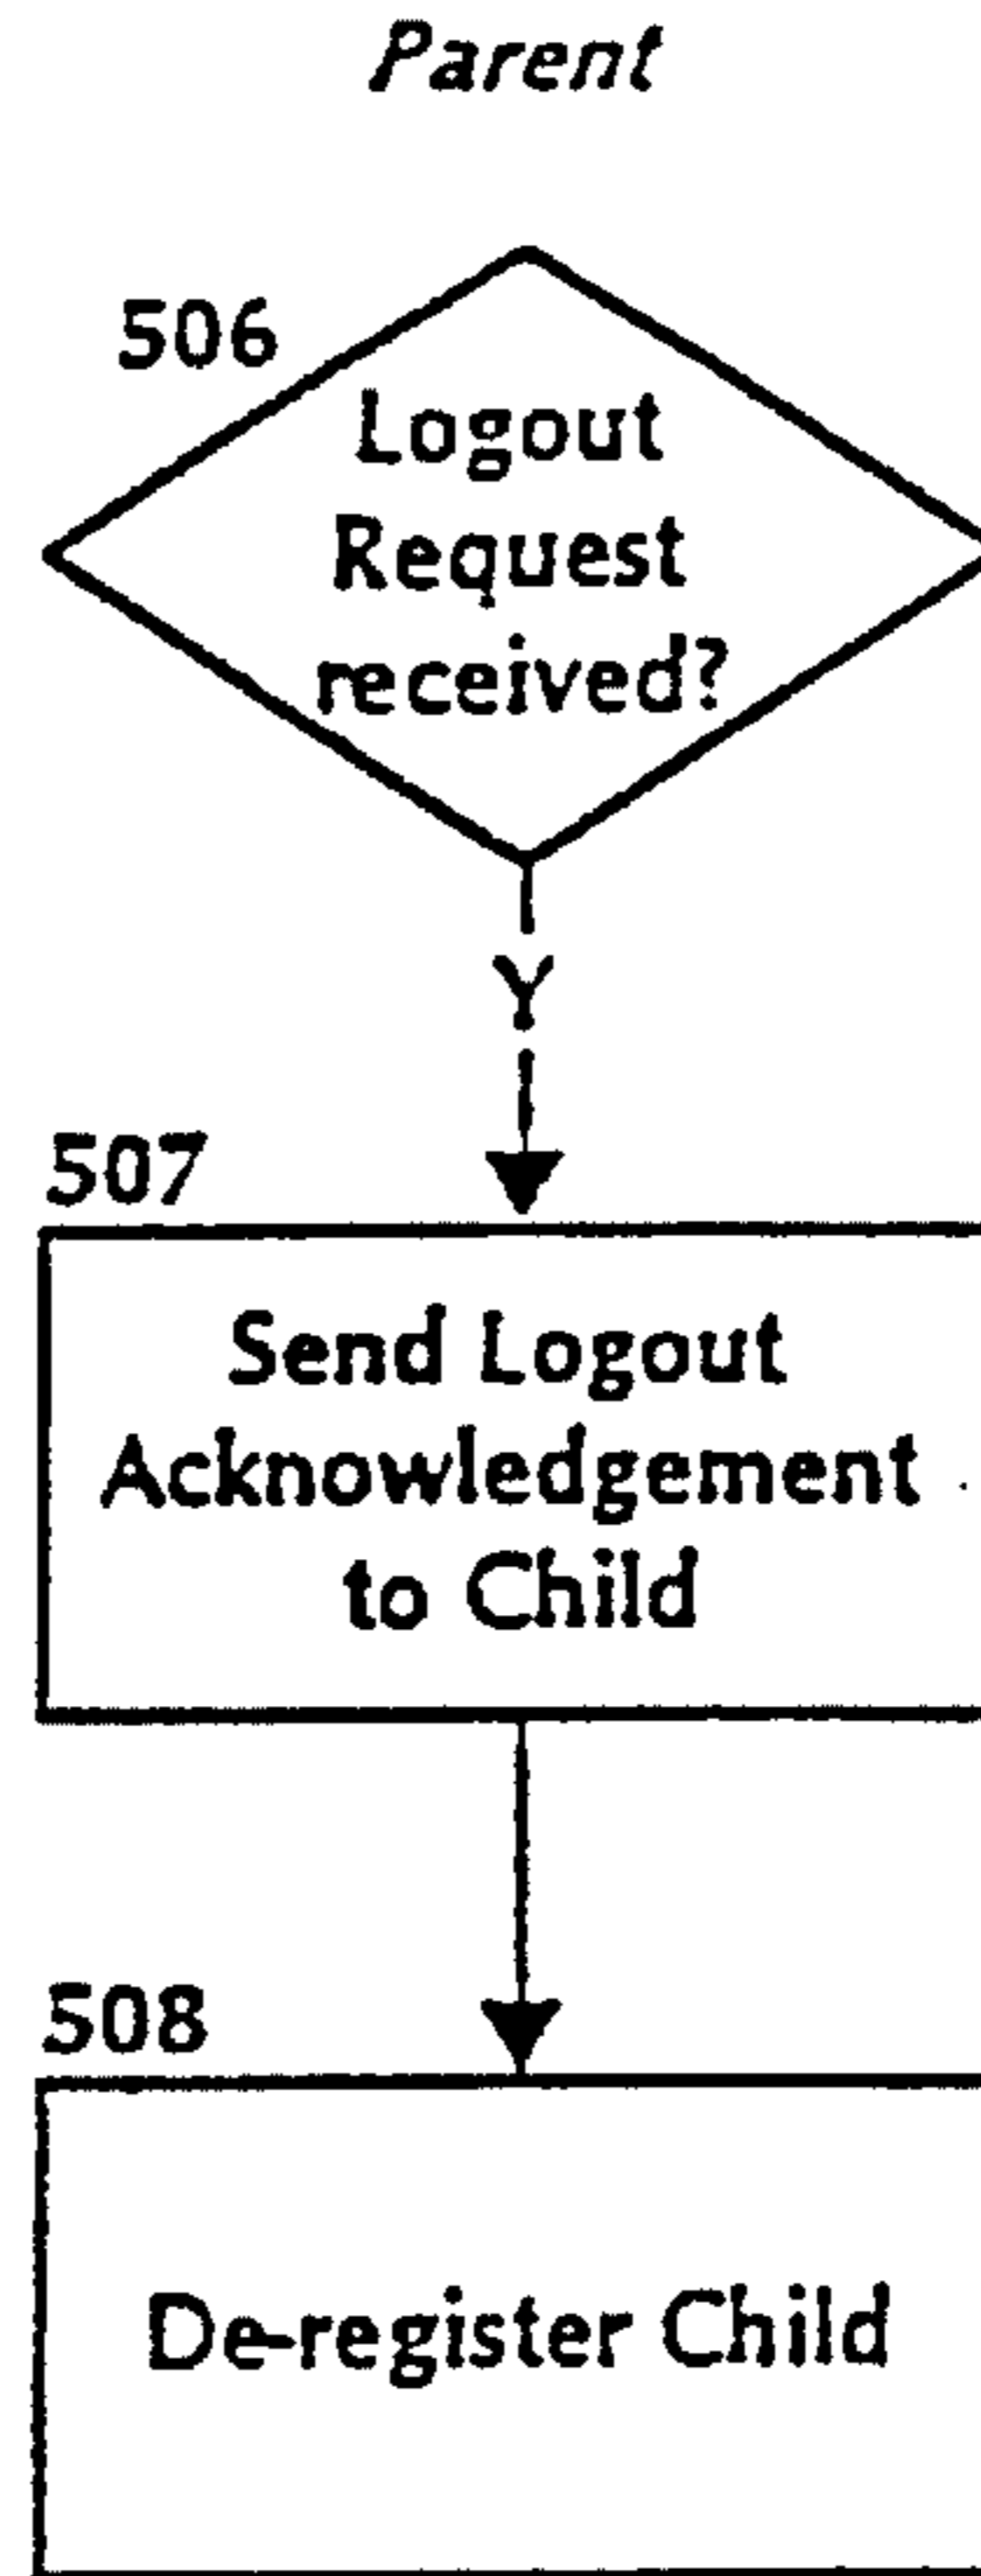 Parent
506
Logout
Request
received?
Y
507
Send Logout
Acknowledgement
to Child
508
De-register Child